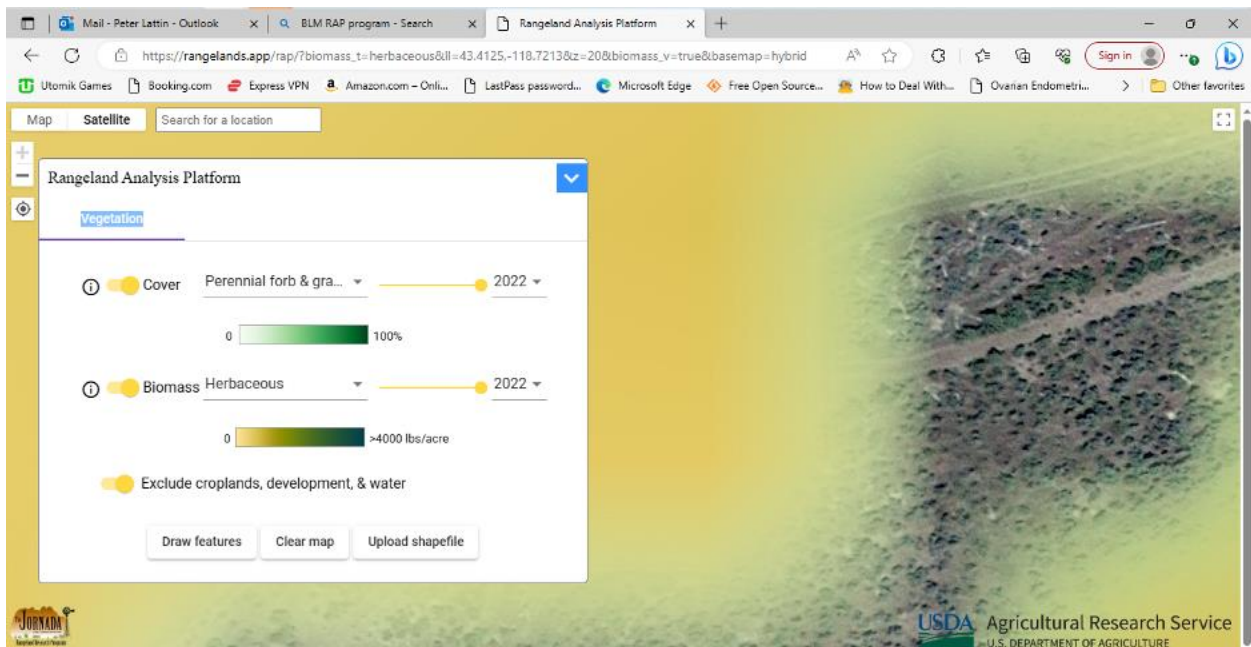 Mail - Peter Lattin - Outlook
BLM RAP program - Search
Rangeland Analysis Platform
https://rangelands.app/rap/?biomass_t=herbaceous&ll=43.4125,-118.7213&z=20&biomass_v=true&basemap=hybrid
Sign in
Utomik Games Booking.com Express VPN Amazon.com – Onli... LastPass password... Microsoft Edge Free Open Source... How to Deal With... Ovarian Endometri... Other favorites
Map Satellite Search for a location
Rangeland Analysis Platform
Vegetation
Cover Perennial forb & gra... 2022
0 100%
Biomass Herbaceous 2022
0 >4000 lbs/acre
Exclude croplands, development, & water
Draw features Clear map Upload shapefile
JORNADA
USDA Agricultural Research Service
U.S. DEPARTMENT OF AGRICULTURE